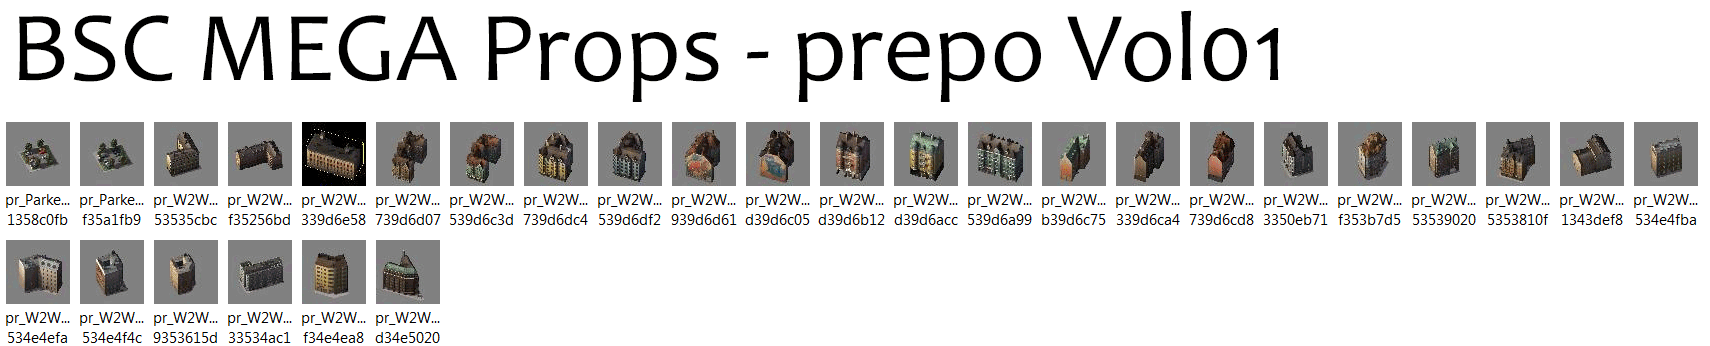 BSC MEGA Props - prepo Vol01
pr_Parke... pr_Parke... pr_W2W... pr_W2W... pr_W2W... pr_W2W... pr_W2W... pr_W2W... pr_W2W... pr_W2W... pr_W2W... pr_W2W... pr_W2W... pr_W2W... pr_W2W... pr_W2W... pr_W2W... pr_W2W... pr_W2W... pr_W2W... pr_W2W... pr_W2W... pr_W2W...
1358c0fb f35a1fb9 53535cbc f35256bd 339d6e58 739d6d07 539d6c3d 739d6dc4 539d6df2 939d6d61 d39d6c05 d39d6b12 d39d6acc 539d6a99 b39d6c75 339d6ca4 739d6cd8 3350eb71 f353b7d5 53539020 5353810f 1343def8 534e4fba
pr_W2W... pr_W2W... pr_W2W... pr_W2W... pr_W2W... pr_W2W...
534e4efa 534e4f4c 9353615d 33534ac1 f34e4ea8 d34e5020